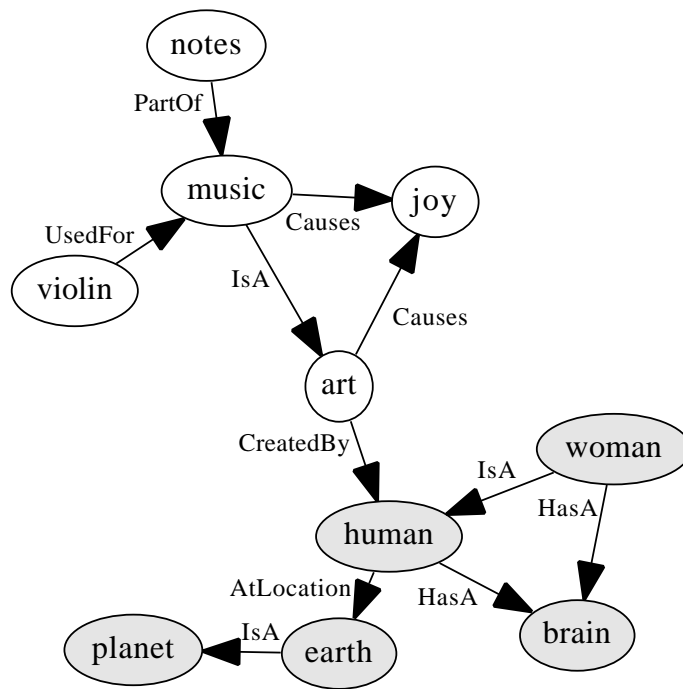 notes
PartOf
music
joy
Causes
UsedFor
violin
IsA
Causes
art
CreatedBy
woman
IsA
HasA
human
AtLocation
HasA
IsA
planet
earth
brain